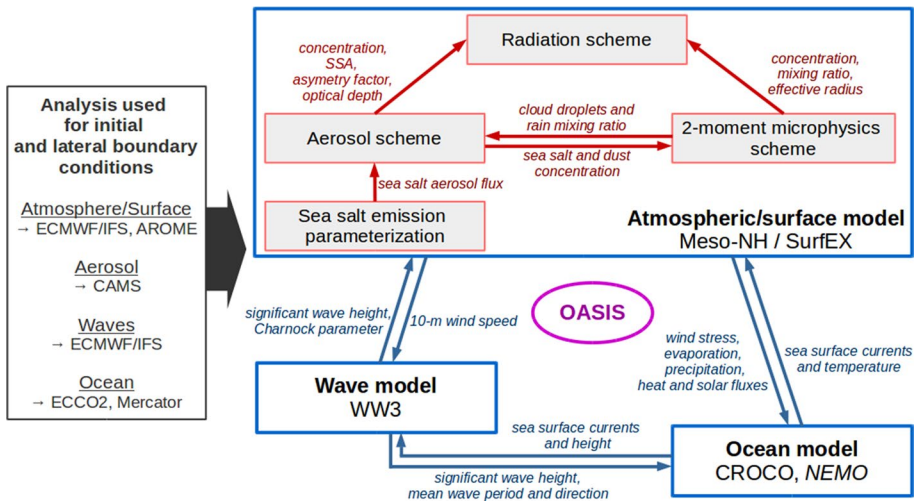 Analysis used
for initial
and lateral boundary
conditions
Atmosphere/Surface
→ ECMWF/IFS, AROME
Aerosol
→ CAMS
Waves
→ ECMWF/IFS
Ocean
→ ECCO2, Mercator
Radiation scheme
concentration,
SSA,
asymetry factor,
optical depth
concentration,
mixing ratio,
effective radius
Aerosol scheme
cloud droplets and
rain mixing ratio
sea salt and dust
concentration
2-moment microphysics
scheme
sea salt aerosol flux
Sea salt emission
parameterization
Atmospheric/surface model
Meso-NH / SurfEX
significant wave height,
Charnock parameter
10-m wind speed
OASIS
wind stress,
evaporation,
precipitation,
heat and solar fluxes
sea surface currents
and temperature
Wave model
WW3
sea surface currents
and height
significant wave height,
mean wave period and direction
Ocean model
CROCO, NEMO